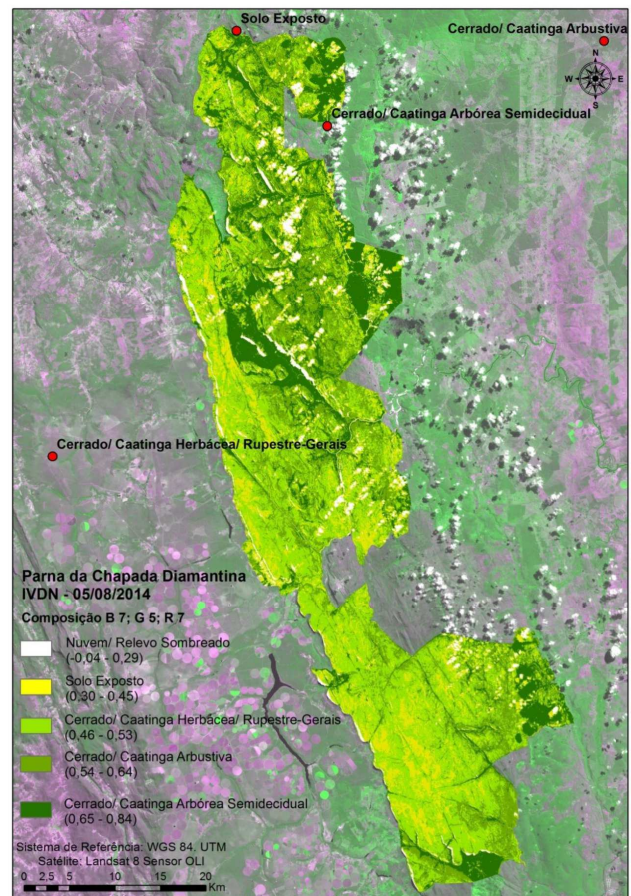 Solo Exposto
Cerrado/ Caatinga Arbustiva
N
W E
S
Cerrado/ Caatinga Arbórea Semidecidual
Cerrado/ Caatinga Herbácea/ Rupestre-Gerais
Parna da Chapada Diamantina
IVDN - 05/08/2014
Composição B 7; G 5; R 7
Nuvem/ Relevo Sombreado
(-0,04 - 0,29)
Solo Exposto
(0,30 - 0,45)
Cerrado/ Caatinga Herbácea/ Rupestre-Gerais
(0,46 - 0,53)
Cerrado/ Caatinga Arbustiva
(0,54 - 0,64)
Cerrado/ Caatinga Arbórea Semidecidual
(0,65 - 0,84)
Sistema de Referência: WGS 84. UTM
Satélite: Landsat 8 Sensor OLI
0 2,5 5 10 15 20
Km